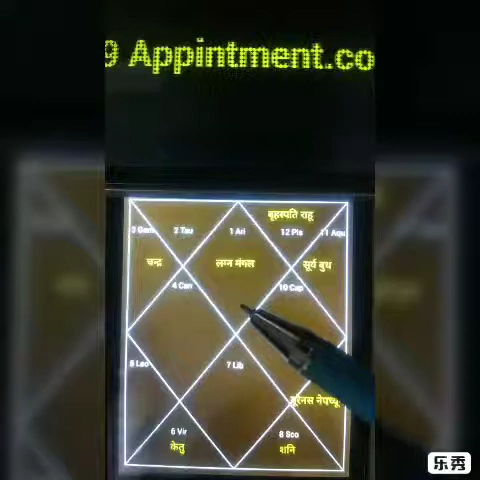 9 Appintment.co
बृहस्पति राहू
3 Gem 2 Tau 1 Ari 12 Pis 11 Aqu
चन्द्र लग्न मंगल सूर्य बुध
4 Can 10 Cap
5 Leo 7 Lib
नेपच्यू
6 Vir 8 Sco
केतु शनि
乐秀